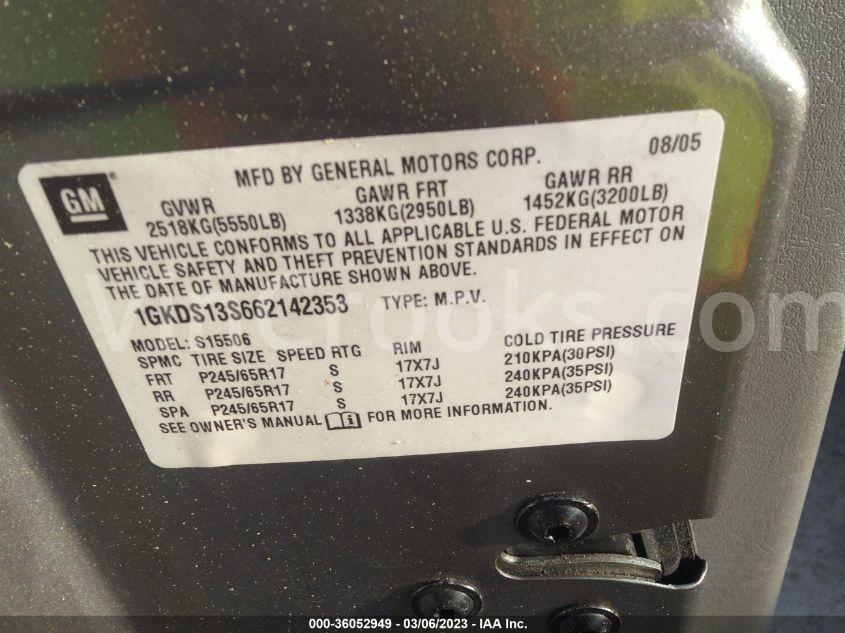 MFD BY GENERAL MOTORS CORP. 08/05
GM
GVWR GAWR FRT GAWR RR
2518KG(5550LB) 1338KG(2950LB) 1452KG(3200LB)
THIS VEHICLE CONFORMS TO ALL APPLICABLE U.S. FEDERAL MOTOR
VEHICLE SAFETY AND THEFT PREVENTION STANDARDS IN EFFECT ON
THE DATE OF MANUFACTURE SHOWN ABOVE.
1GKDS13S662142353 TYPE: M.P.V.
MODEL: S15506
SPMC TIRE SIZE SPEED RTG RIM COLD TIRE PRESSURE
FRT P245/65R17 S 17X7J 210KPA(30PSI)
RR P245/65R17 S 17X7J 240KPA(35PSI)
SPA P245/65R17 S 17X7J 240KPA(35PSI)
SEE OWNER'S MANUAL FOR MORE INFORMATION.
000-36052949 - 03/06/2023 - IAA Inc.